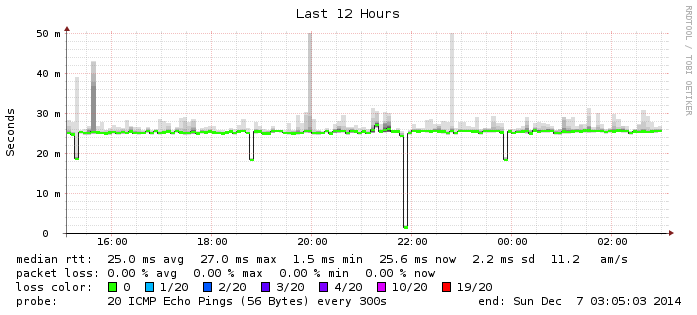 Last 12 Hours
RRDTOOL / TOBI OETIKER
Seconds
50 m
40 m
30 m
20 m
10 m
0
16:00 18:00 20:00 22:00 00:00 02:00
median rtt: 25.0 ms avg 27.0 ms max 1.5 ms min 25.6 ms now 2.2 ms sd 11.2 am/s
packet loss: 0.00 % avg 0.00 % max 0.00 % min 0.00 % now
loss color: 0 1/20 2/20 3/20 4/20 10/20 19/20
probe: 20 ICMP Echo Pings (56 Bytes) every 300s end: Sun Dec 7 03:05:03 2014